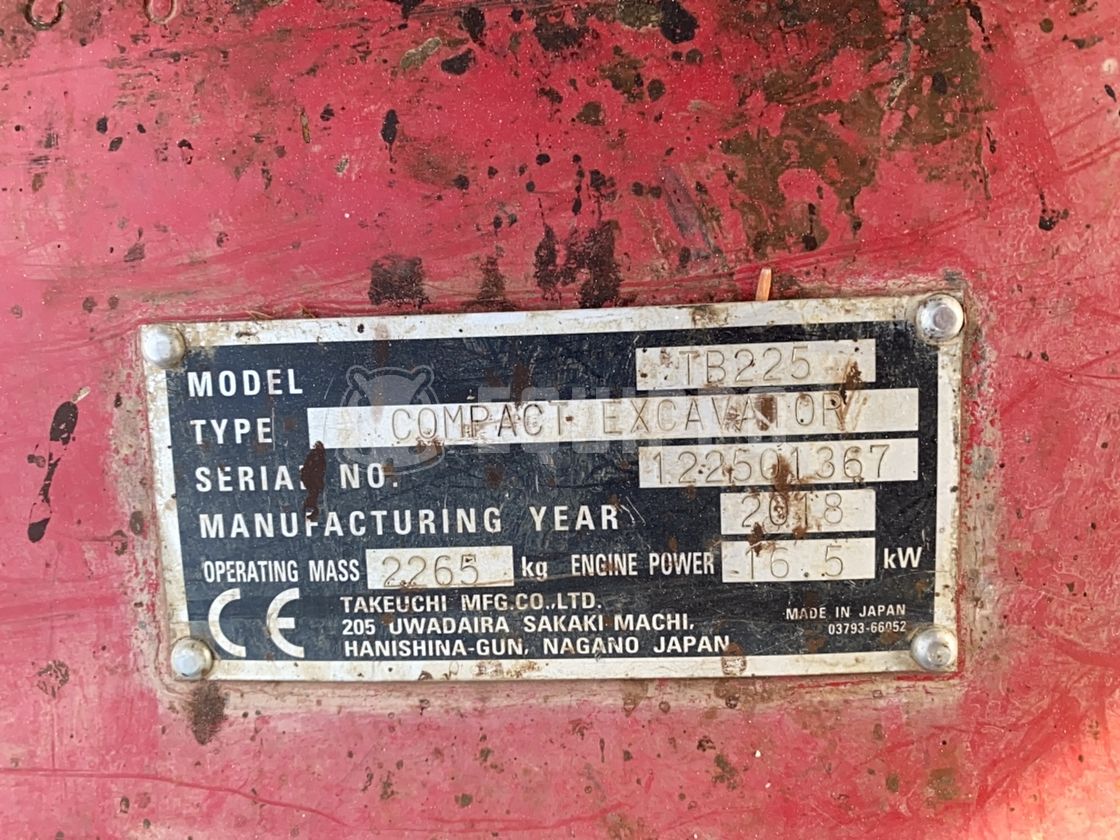 MODEL TB225
TYPE COMPACT EXCAVATOR
SERIAL NO. 122501367
MANUFACTURING YEAR 2018
OPERATING MASS 2265 kg ENGINE POWER 16.5 kW
CE TAKEUCHI MFG.CO.,LTD.
205 UWADAIRA SAKAKI MACHI,
HANISHINA-GUN, NAGANO JAPAN
MADE IN JAPAN
03793-66052